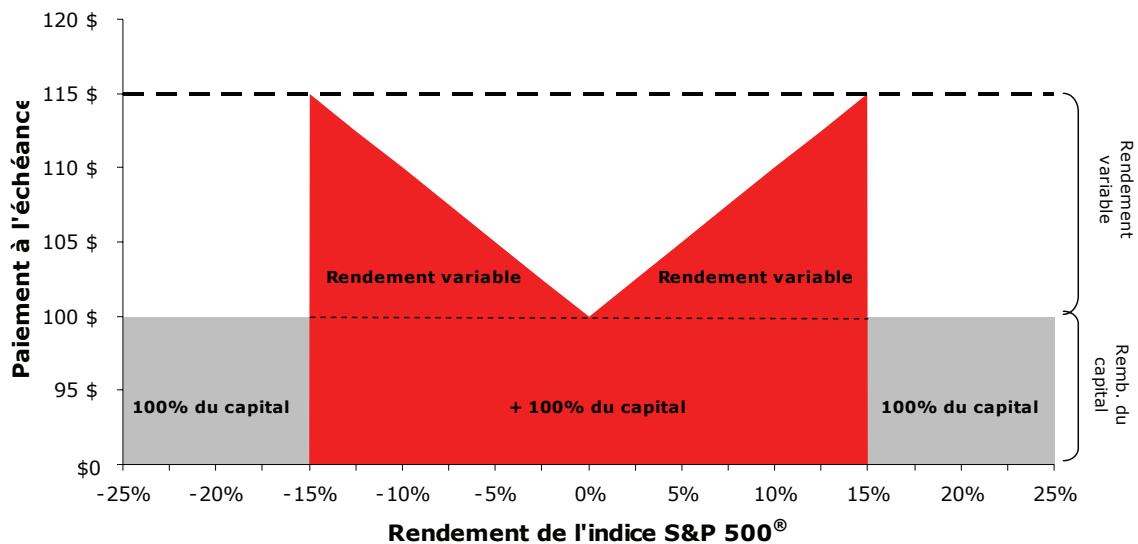 120 $
115 $
110 $
105 $
100 $
95 $
$0
Paiement à l'échéance
Rendement variable
Rendement variable
100% du capital
+ 100% du capital
100% du capital
Rendement
variable
Remb. du
capital
-25%
-20%
-15%
-10%
-5%
0%
5%
10%
15%
20%
25%
Rendement de l'indice S&P 500®